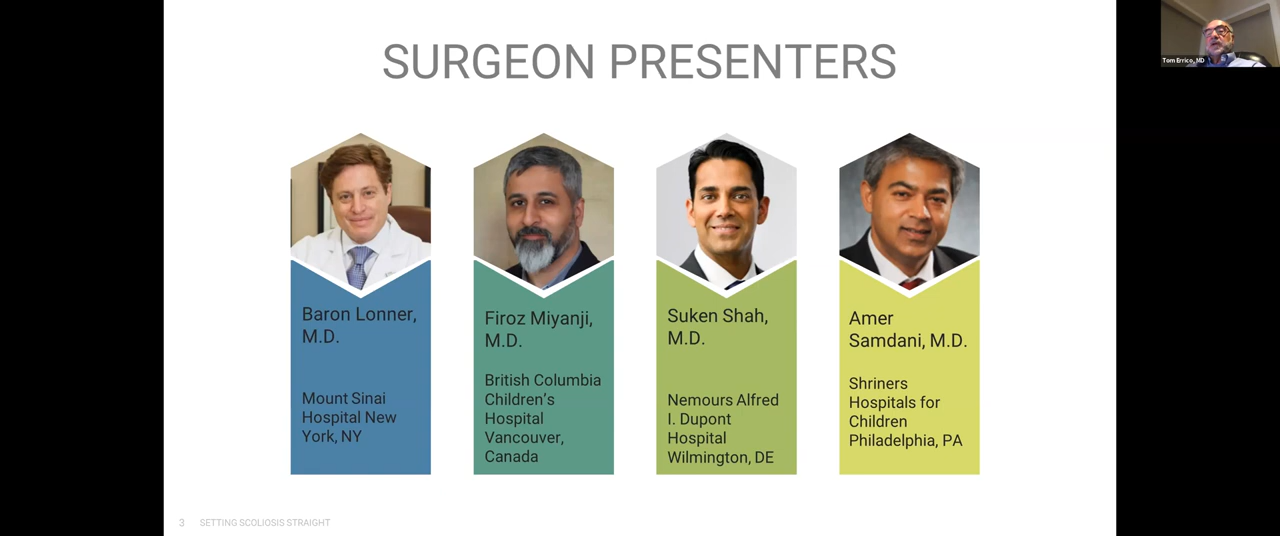 SURGEON PRESENTERS
Tom Errico, MD
Baron Lonner,
M.D.
Mount Sinai
Hospital New
York, NY
Firoz Miyanji,
M.D.
British Columbia
Children's
Hospital
Vancouver,
Canada
Suken Shah,
M.D.
Nemours Alfred
I. Dupont
Hospital
Wilmington, DE
Amer
Samdani, M.D.
Shriners
Hospitals for
Children
Philadelphia, PA
3 SETTING SCOLIOSIS STRAIGHT